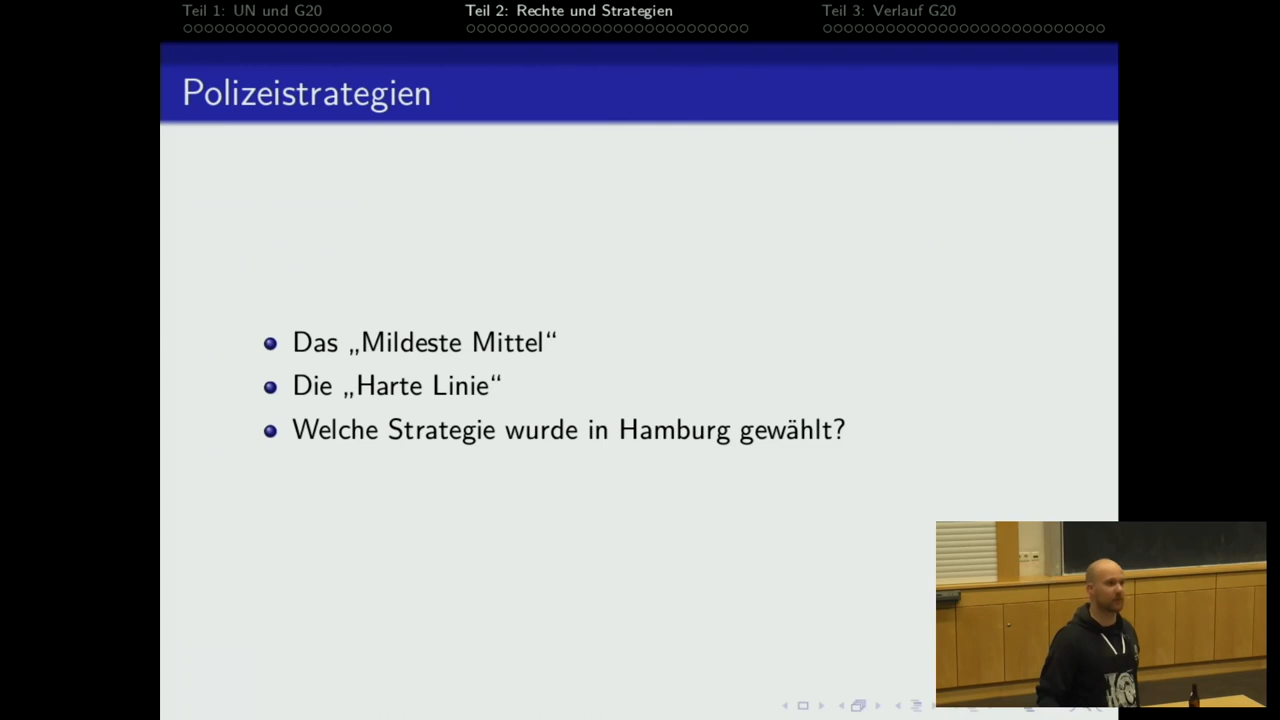 Teil 1: UN und G20
Teil 2: Rechte und Strategien
Teil 3: Verlauf G20
Polizeistrategien
Das „Mildeste Mittel“
Die „Harte Linie“
Welche Strategie wurde in Hamburg gewählt?